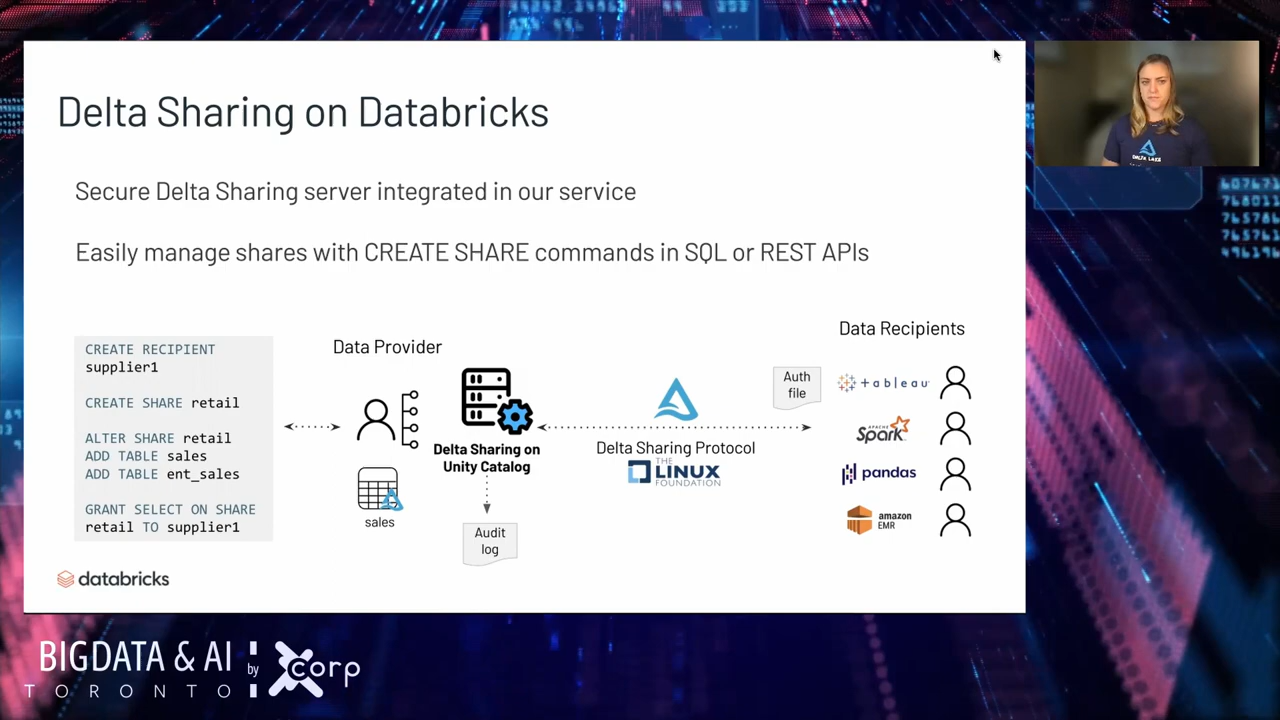 Delta Sharing on Databricks
Secure Delta Sharing server integrated in our service
Easily manage shares with CREATE SHARE commands in SQL or REST APIs
CREATE RECIPIENT
supplier1
CREATE SHARE retail
ALTER SHARE retail
ADD TABLE sales
ADD TABLE ent_sales
GRANT SELECT ON SHARE
retail TO supplier1
Data Provider
sales
Delta Sharing on
Unity Catalog
Audit
log
Delta Sharing Protocol
THE
LINUX
FOUNDATION
Auth
file
Data Recipients
+ableau
APACHE
Spark
pandas
amazon
EMR
databricks
DELTA LAKE
BIGDATA & AI
TORONTO
by
corp